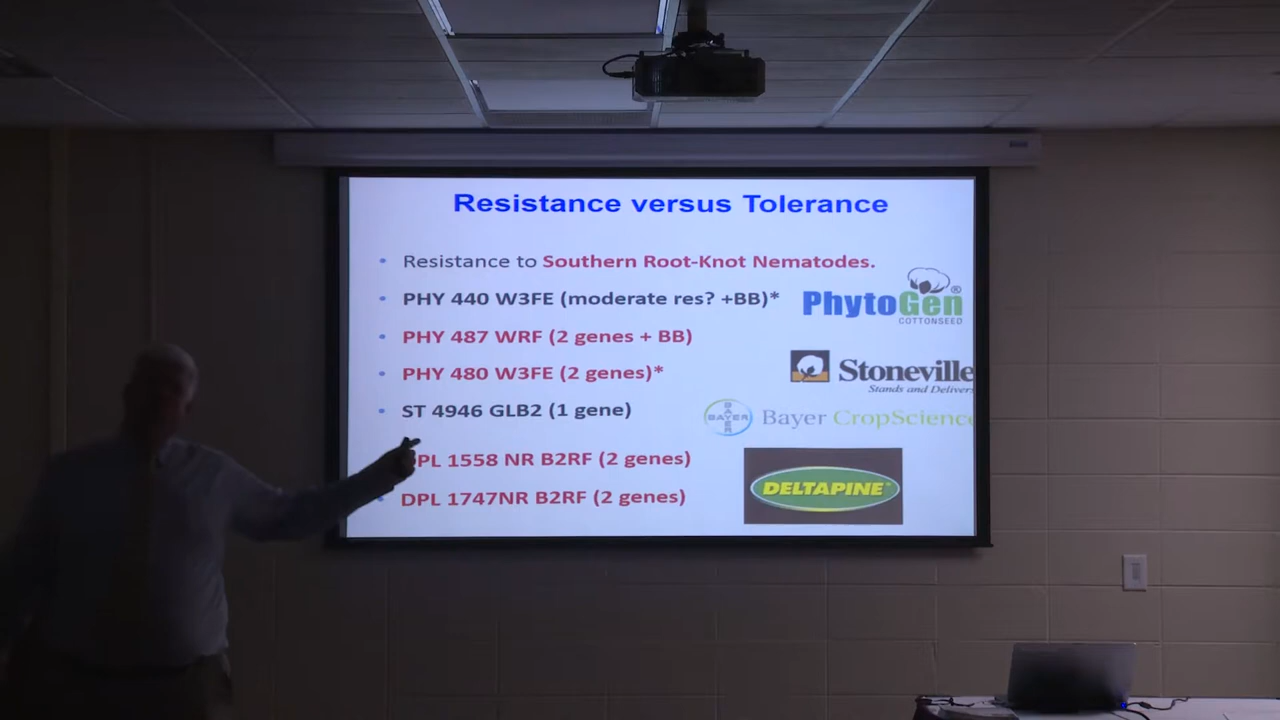 Resistance versus Tolerance
• Resistance to Southern Root-Knot Nematodes.
• PHY 440 W3FE (moderate res? +BB)*
PhytoGen®
COTTONSEED
• PHY 487 WRF (2 genes + BB)
• PHY 480 W3FE (2 genes)*
Stoneville
Stands and Delivers
• ST 4946 GLB2 (1 gene)
BAYER
BAYER
Bayer CropScience
DPL 1558 NR B2RF (2 genes)
• DPL 1747NR B2RF (2 genes)
DELTAPINE